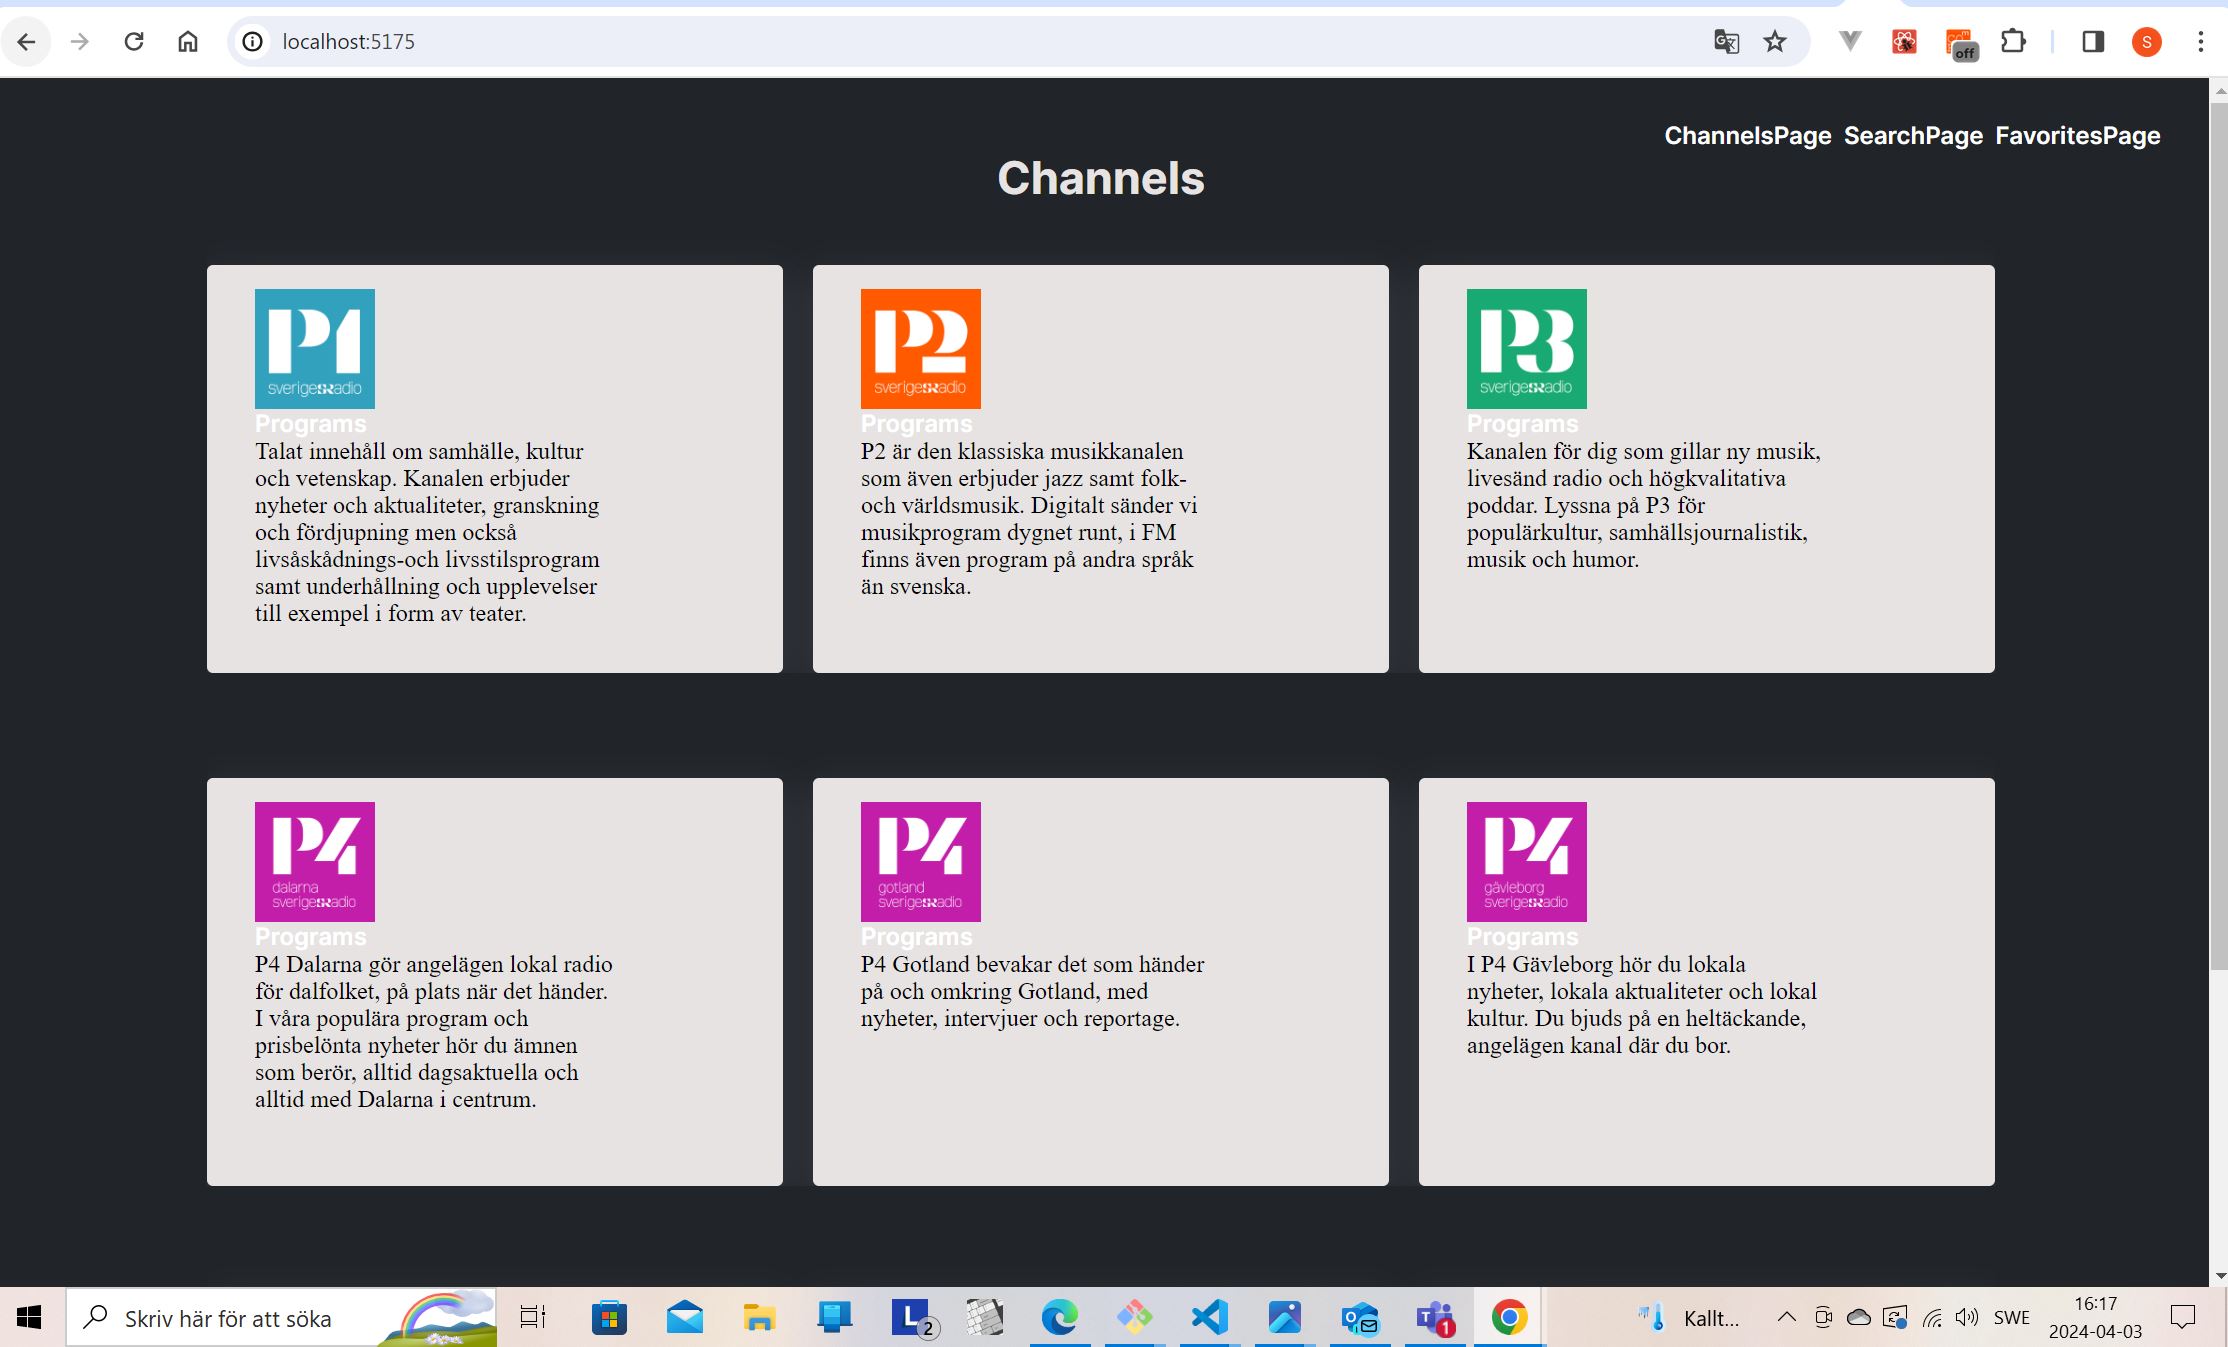 localhost:5175
off
S
ChannelsPage SearchPage FavoritesPage
Channels
P1
sverigesradio
Programs
Talat innehåll om samhälle, kultur
och vetenskap. Kanalen erbjuder
nyheter och aktualiteter, granskning
och fördjupning men också
livsåskådnings-och livsstilsprogram
samt underhållning och upplevelser
till exempel i form av teater.
P2
sverigesradio
Programs
P2 är den klassiska musikkanalen
som även erbjuder jazz samt folk-
och världsmusik. Digitalt sänder vi
musikprogram dygnet runt, i FM
finns även program på andra språk
än svenska.
P3
sverigesradio
Programs
Kanalen för dig som gillar ny musik,
livesänd radio och högkvalitativa
poddar. Lyssna på P3 för
populärkultur, samhällsjournalistik,
musik och humor.
P4
dalarna
sverigesradio
Programs
P4 Dalarna gör angelägen lokal radio
för dalfolket, på plats när det händer.
I våra populära program och
prisbelönta nyheter hör du ämnen
som berör, alltid dagsaktuella och
alltid med Dalarna i centrum.
P4
gotland
sverigesradio
Programs
P4 Gotland bevakar det som händer
på och omkring Gotland, med
nyheter, intervjuer och reportage.
P4
gävleborg
sverigesradio
Programs
I P4 Gävleborg hör du lokala
nyheter, lokala aktualiteter och lokal
kultur. Du bjuds på en heltäckande,
angelägen kanal där du bor.
Skriv här för att söka
L
2
1
Kallt...
SWE
16:17
2024-04-03